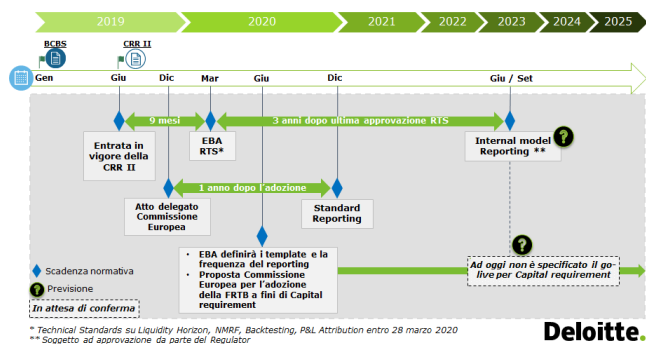 2019 2020 2021 2022 2023 2024 2025
BCBS CRR II
Gen Giu Dic Mar Giu Dic Giu / Set
9 mesi 3 anni dopo ultima approvazione RTS
Entrata in
vigore della
CRR II
EBA
RTS*
Internal model
Reporting **
?
1 anno dopo l'adozione
Atto delegato
Commissione
Europea
Standard
Reporting
• EBA definirà i template e la
frequenza del reporting
• Proposta Commissione
Europea per l'adozione
della FRTB a fini di Capital
requirement
?
Ad oggi non è specificato il go-
live per Capital requirement
Scadenza normativa
? Previsione
In attesa di conferma
* Technical Standards su Liquidity Horizon, NMRF, Backtesting, P&L Attribution entro 28 marzo 2020
** Soggetto ad approvazione da parte del Regulator
Deloitte.